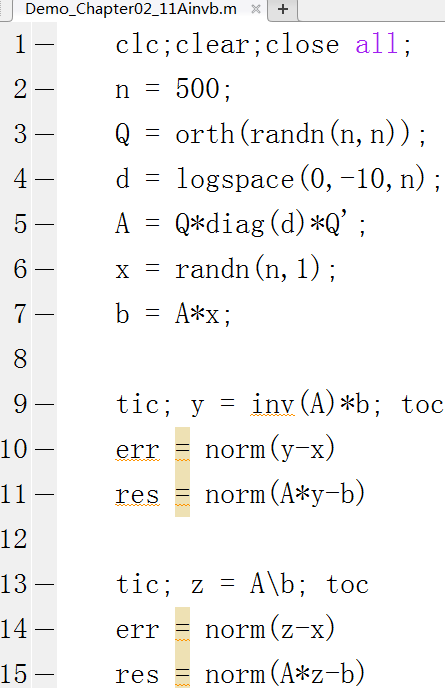 Demo_Chapter02_11Ainvb.m × +
1 — clc;clear;close all;
2 — n = 500;
3 — Q = orth(randn(n,n));
4 — d = logspace(0,-10,n);
5 — A = Q*diag(d)*Q';
6 — x = randn(n,1);
7 — b = A*x;
8
9 — tic; y = inv(A)*b; toc
10 — err = norm(y-x)
11 — res = norm(A*y-b)
12
13 — tic; z = A\b; toc
14 — err = norm(z-x)
15 — res = norm(A*z-b)